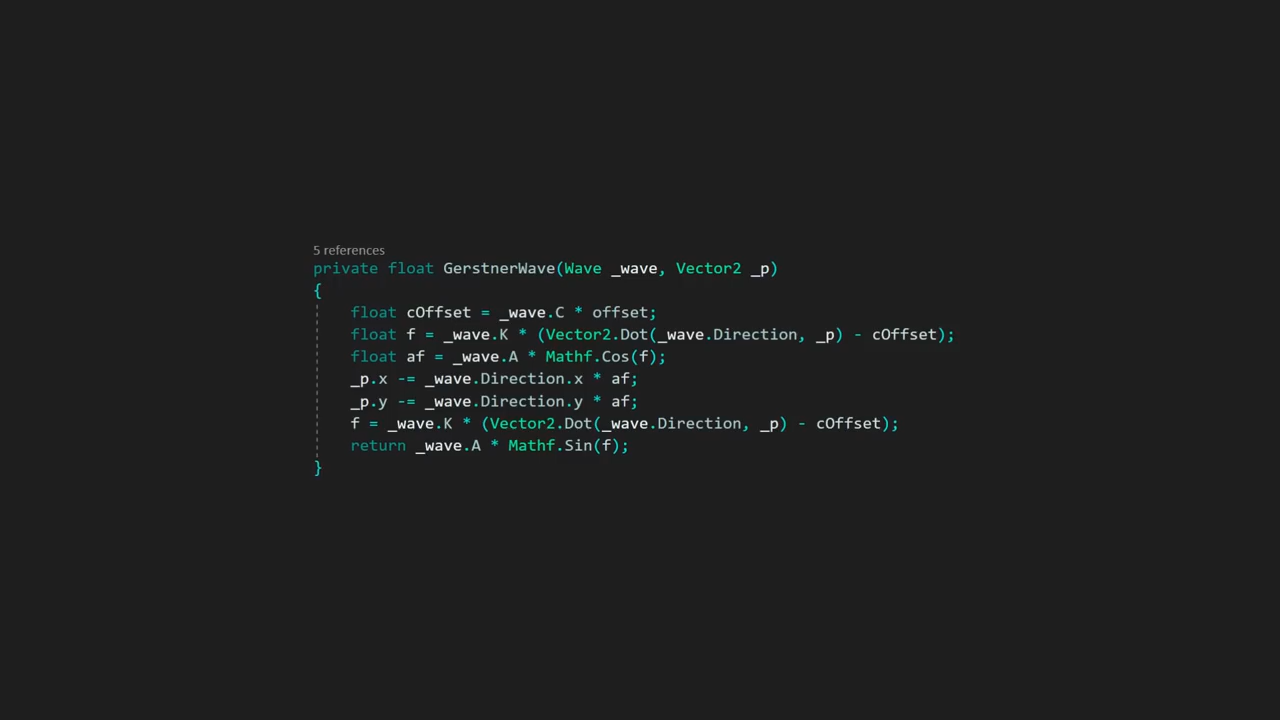 5 references
private float GerstnerWave(Wave _wave, Vector2 _p)
{
float cOffset = _wave.C * offset;
float f = _wave.K * (Vector2.Dot(_wave.Direction, _p) - cOffset);
float af = _wave.A * Mathf.Cos(f);
_p.x -= _wave.Direction.x * af;
_p.y -= _wave.Direction.y * af;
f = _wave.K * (Vector2.Dot(_wave.Direction, _p) - cOffset);
return _wave.A * Mathf.Sin(f);
}